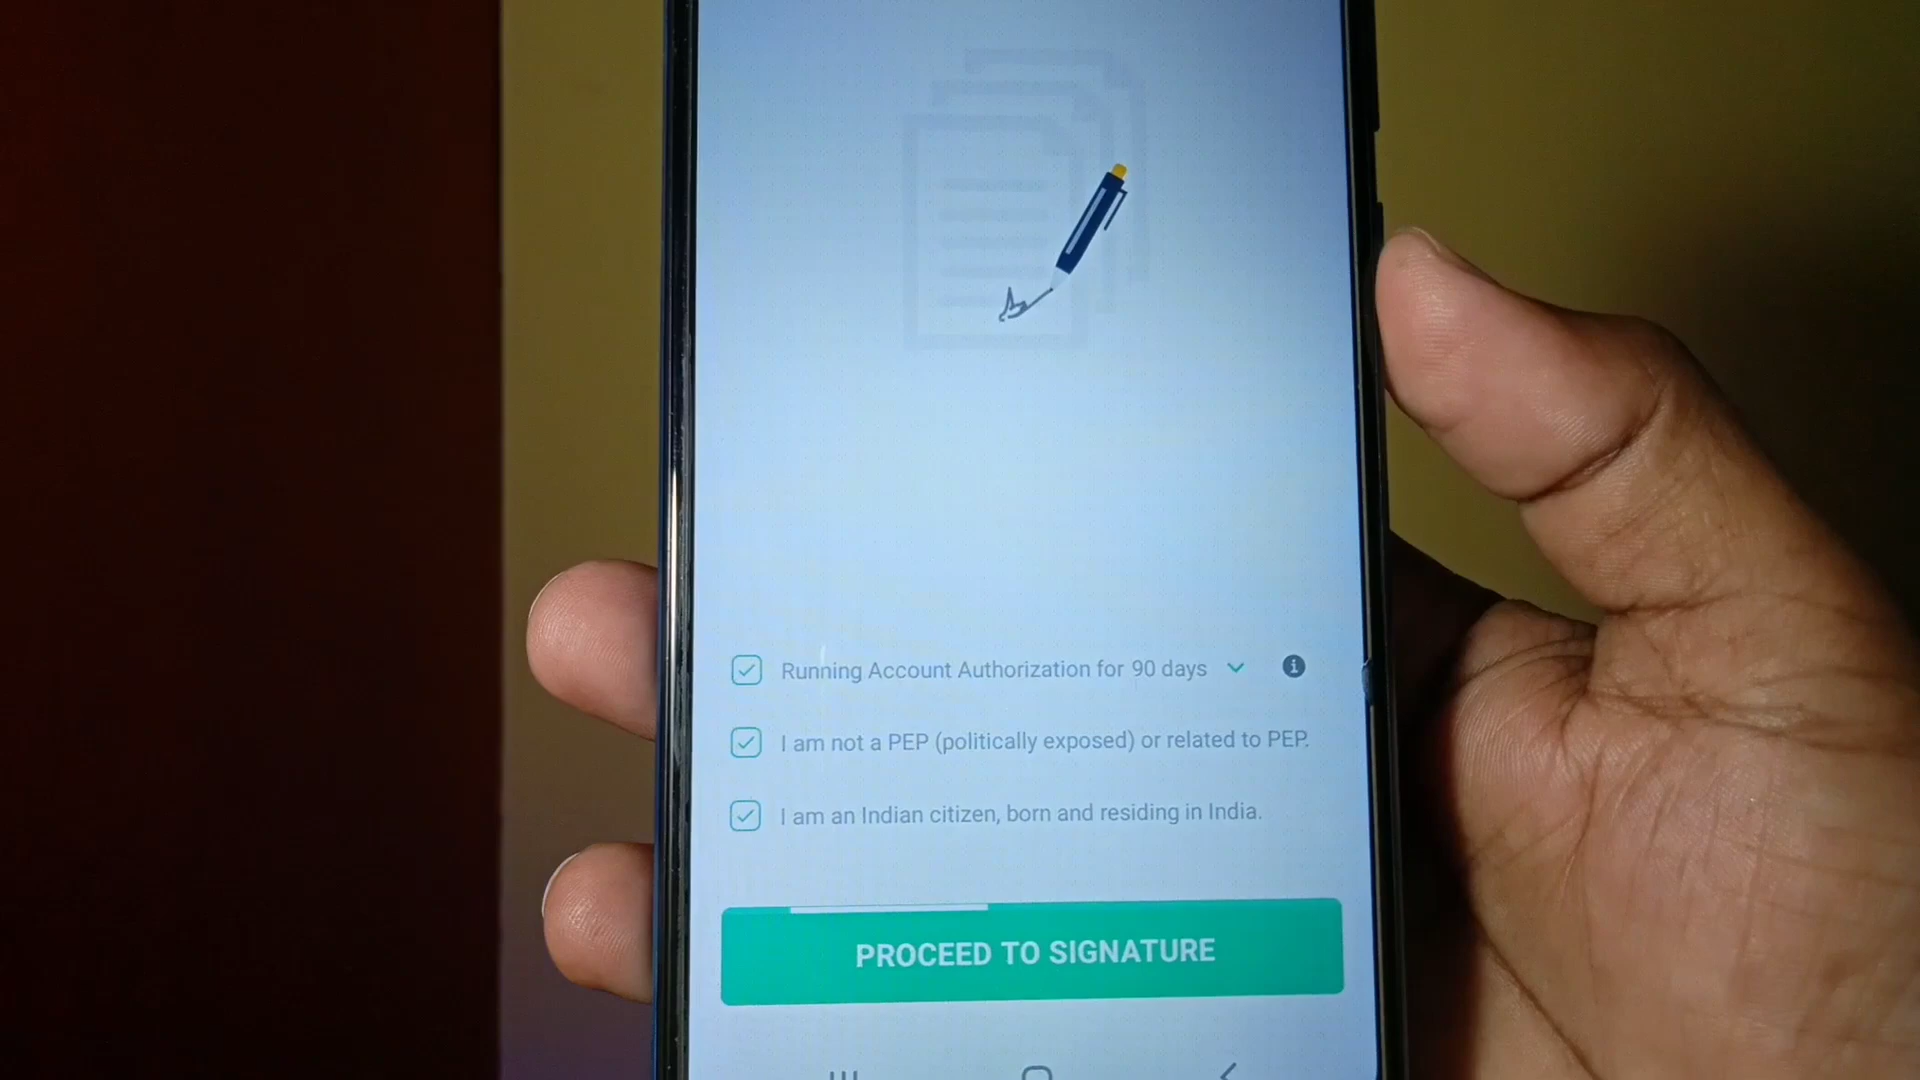 Running Account Authorization for 90 days
I am not a PEP (politically exposed) or related to PEP.
I am an Indian citizen, born and residing in India.
PROCEED TO SIGNATURE